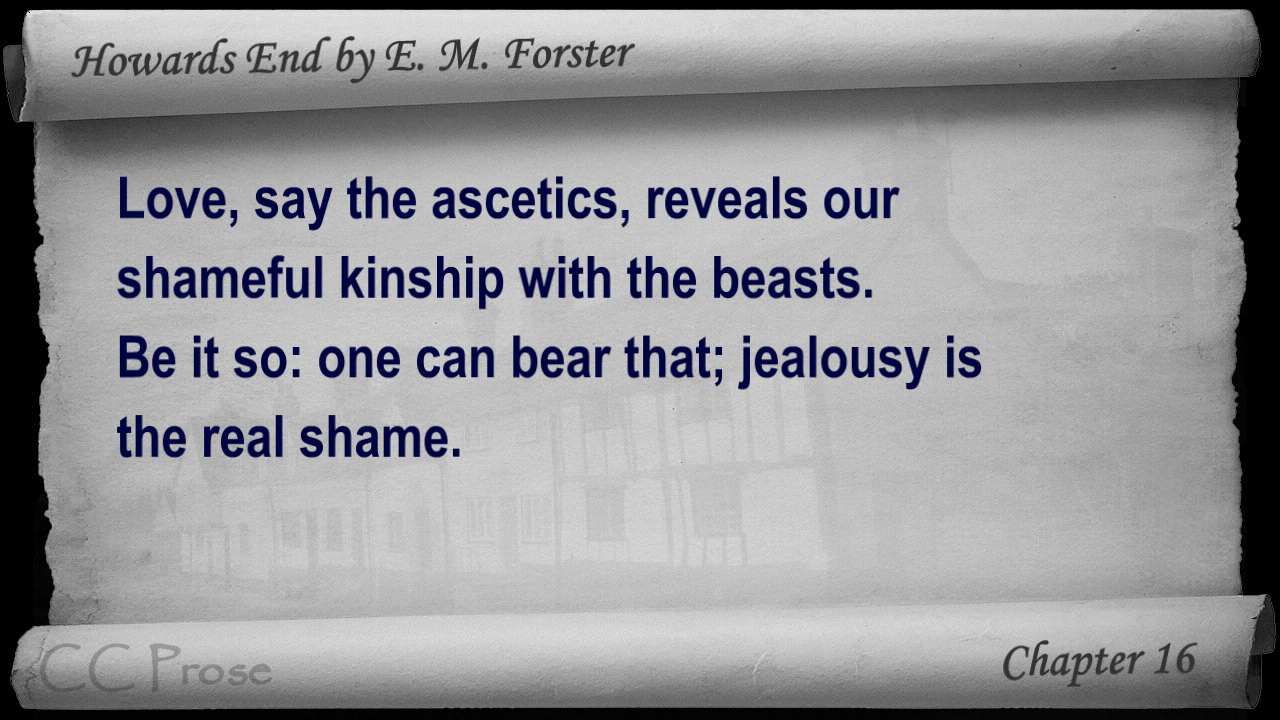 Howards End by E. M. Forster
Love, say the ascetics, reveals our
shameful kinship with the beasts.
Be it so: one can bear that; jealousy is
the real shame.
CC Prose
Chapter 16